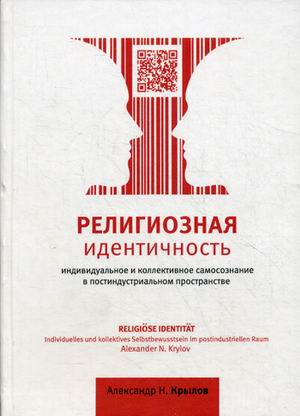 РЕЛИГИОЗНАЯ
идентичность
индивидуальное и коллективное самосознание
в постиндустриальном пространстве
RELIGIÖSE IDENTITÄT
Individuelles und kollektives Selbstbewusstsein im postindustriellen Raum
Alexander N. Krylov
Александр Н. Крылов